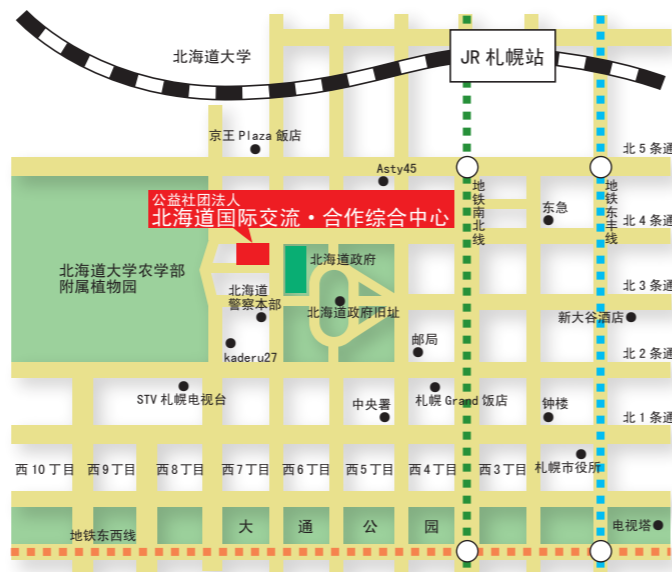 北海道大学
JR 札幌站
京王 Plaza 飯店
北 5 条通
Asty45
公益社团法人
北海道国际交流・合作综合中心
地铁南北线
东急
地铁东丰线
北 4 条通
北海道大学农学部
附属植物园
北海道政府
北海道
警察本部
北海道政府旧址
北 3 条通
新大谷酒店
kaderu27
邮局
北 2 条通
STV 札幌电视台
中央署
札幌 Grand 饭店
钟楼
北 1 条通
西10丁目
西9丁目
西8丁目
西7丁目
西6丁目
西5丁目
西4丁目
西3丁目
札幌市役所
地铁东西线
大通公园
电视塔